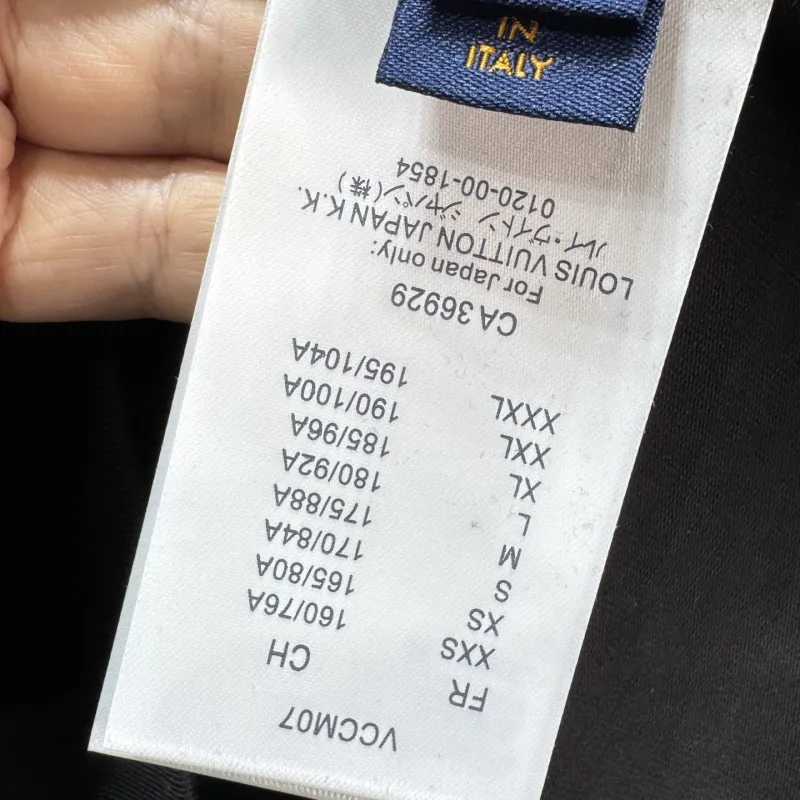 IN
ITALY
VCCM07
FR CH
XXS 160/76A
XS 165/80A
S 170/84A
M 175/88A
L 180/92A
XL 185/96A
XXL 190/100A
XXXL 195/104A
CA 36929
For Japan only:
LOUIS VUITTON JAPAN K.K.
ルイ・ヴィトン ジャパン(株)
0120-00-1854